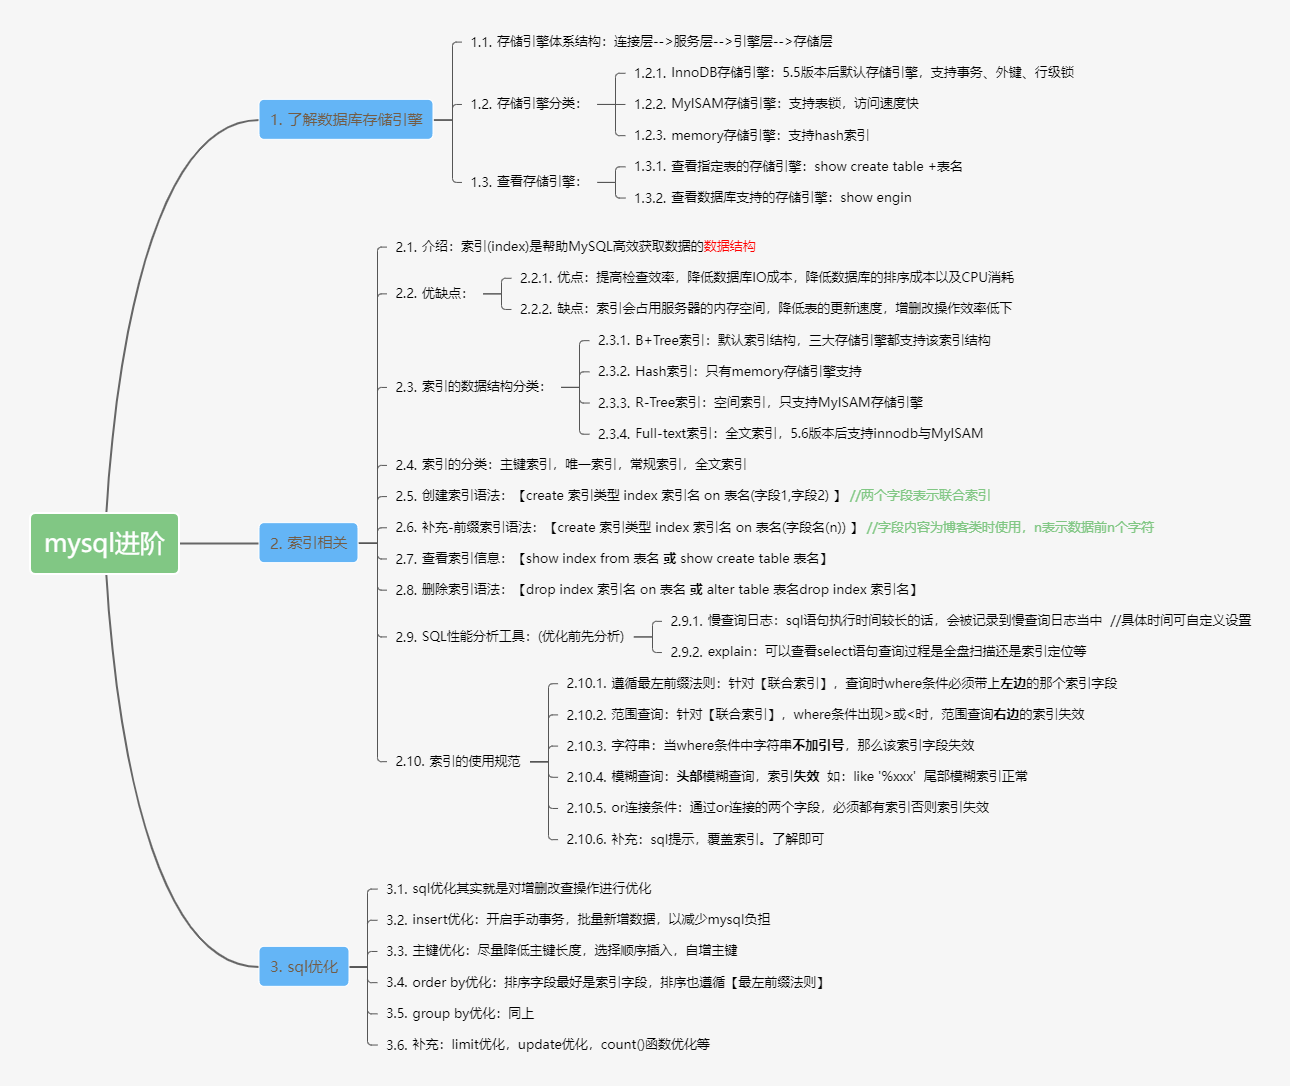 mysql进阶
1. 了解数据库存储引擎
1.1. 存储引擎体系结构：连接层-->服务层-->引擎层-->存储层
1.2. 存储引擎分类：
1.2.1. InnoDB存储引擎：5.5版本后默认存储引擎，支持事务、外键、行级锁
1.2.2. MyISAM存储引擎：支持表锁，访问速度快
1.2.3. memory存储引擎：支持hash索引
1.3. 查看存储引擎：
1.3.1. 查看指定表的存储引擎：show create table +表名
1.3.2. 查看数据库支持的存储引擎：show engin
2. 索引相关
2.1. 介绍：索引(index)是帮助MySQL高效获取数据的数据结构
2.2. 优缺点：
2.2.1. 优点：提高检查效率，降低数据库IO成本，降低数据库的排序成本以及CPU消耗
2.2.2. 缺点：索引会占用服务器的内存空间，降低表的更新速度，增删改操作效率低下
2.3. 索引的数据结构分类：
2.3.1. B+Tree索引：默认索引结构，三大存储引擎都支持该索引结构
2.3.2. Hash索引：只有memory存储引擎支持
2.3.3. R-Tree索引：空间索引，只支持MyISAM存储引擎
2.3.4. Full-text索引：全文索引，5.6版本后支持innodb与MyISAM
2.4. 索引的分类：主键索引，唯一索引，常规索引，全文索引
2.5. 创建索引语法：【create 索引类型 index 索引名 on 表名(字段1,字段2) 】 //两个字段表示联合索引
2.6. 补充-前缀索引语法：【create 索引类型 index 索引名 on 表名(字段名(n)) 】 //字段内容为博客类时使用，n表示数据前n个字符
2.7. 查看索引信息：【show index from 表名 或 show create table 表名】
2.8. 删除索引语法：【drop index 索引名 on 表名 或 alter table 表名drop index 索引名】
2.9. SQL性能分析工具：(优化前先分析)
2.9.1. 慢查询日志：sql语句执行时间较长的话，会被记录到慢查询日志当中 //具体时间可自定义设置
2.9.2. explain：可以查看select语句查询过程是全盘扫描还是索引定位等
2.10. 索引的使用规范
2.10.1. 遵循最左前缀法则：针对【联合索引】，查询时where条件必须带上左边的那个索引字段
2.10.2. 范围查询：针对【联合索引】，where条件出现>或<时，范围查询右边的索引失效
2.10.3. 字符串：当where条件中字符串不加引号，那么该索引字段失效
2.10.4. 模糊查询：头部模糊查询，索引失效 如：like '%xxx' 尾部模糊索引正常
2.10.5. or连接条件：通过or连接的两个字段，必须都有索引否则索引失效
2.10.6. 补充：sql提示，覆盖索引。了解即可
3. sql优化
3.1. sql优化其实就是对增删改查操作进行优化
3.2. insert优化：开启手动事务，批量新增数据，以减少mysql负担
3.3. 主键优化：尽量降低主键长度，选择顺序插入，自增主键
3.4. order by优化：排序字段最好是索引字段，排序也遵循【最左前缀法则】
3.5. group by优化：同上
3.6. 补充：limit优化，update优化，count()函数优化等